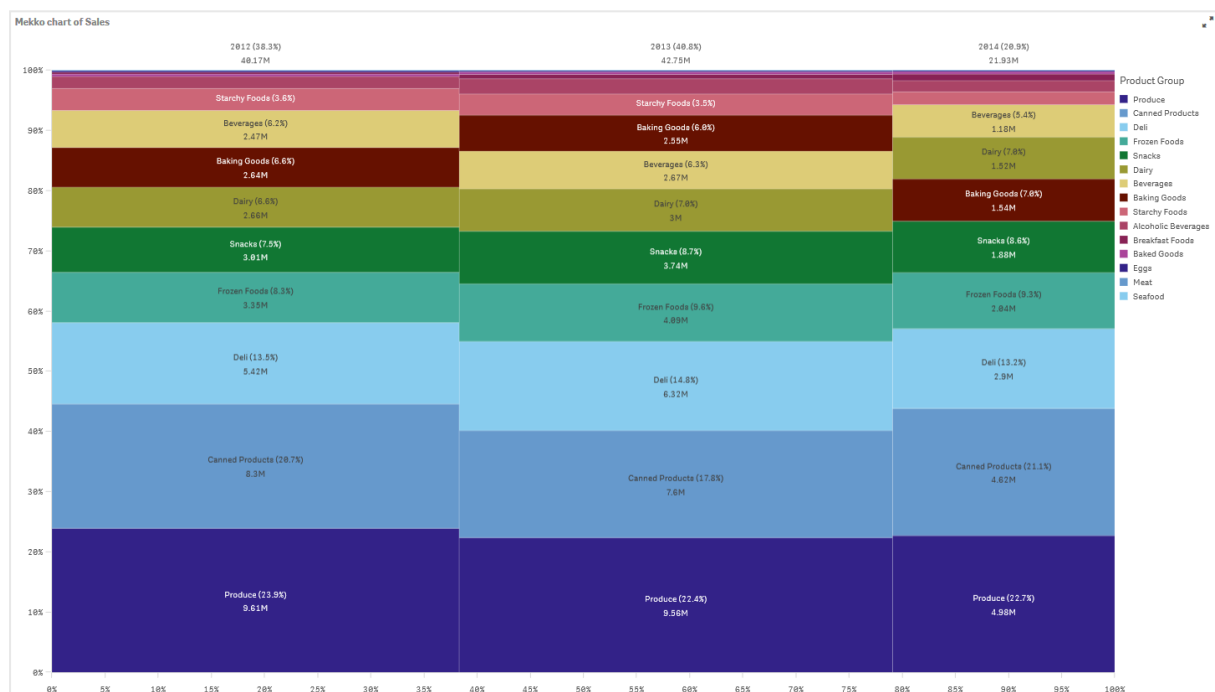 Mekko chart of Sales
2012 (38.3%)
40.17M
2013 (40.8%)
42.75M
2014 (20.9%)
21.93M
100%
90%
80%
70%
60%
50%
40%
30%
20%
10%
0%
Starchy Foods (3.6%)
Beverages (6.2%)
2.47M
Baking Goods (6.6%)
2.64M
Dairy (6.6%)
2.66M
Snacks (7.5%)
3.01M
Frozen Foods (8.3%)
3.35M
Deli (13.5%)
5.42M
Canned Products (20.7%)
8.3M
Produce (23.9%)
9.61M
Starchy Foods (3.5%)
Baking Goods (6.0%)
2.55M
Beverages (6.3%)
2.67M
Dairy (7.0%)
3M
Snacks (8.7%)
3.74M
Frozen Foods (9.6%)
4.09M
Deli (14.8%)
6.32M
Canned Products (17.8%)
7.6M
Produce (22.4%)
9.56M
Beverages (5.4%)
1.18M
Dairy (7.0%)
1.52M
Baking Goods (7.0%)
1.54M
Snacks (8.6%)
1.88M
Frozen Foods (9.3%)
2.04M
Deli (13.2%)
2.9M
Canned Products (21.1%)
4.62M
Produce (22.7%)
4.98M
0%
5%
10%
15%
20%
25%
30%
35%
40%
45%
50%
55%
60%
65%
70%
75%
80%
85%
90%
95%
100%
Product Group
Produce
Canned Products
Deli
Frozen Foods
Snacks
Dairy
Beverages
Baking Goods
Starchy Foods
Alcoholic Beverages
Breakfast Foods
Baked Goods
Eggs
Meat
Seafood